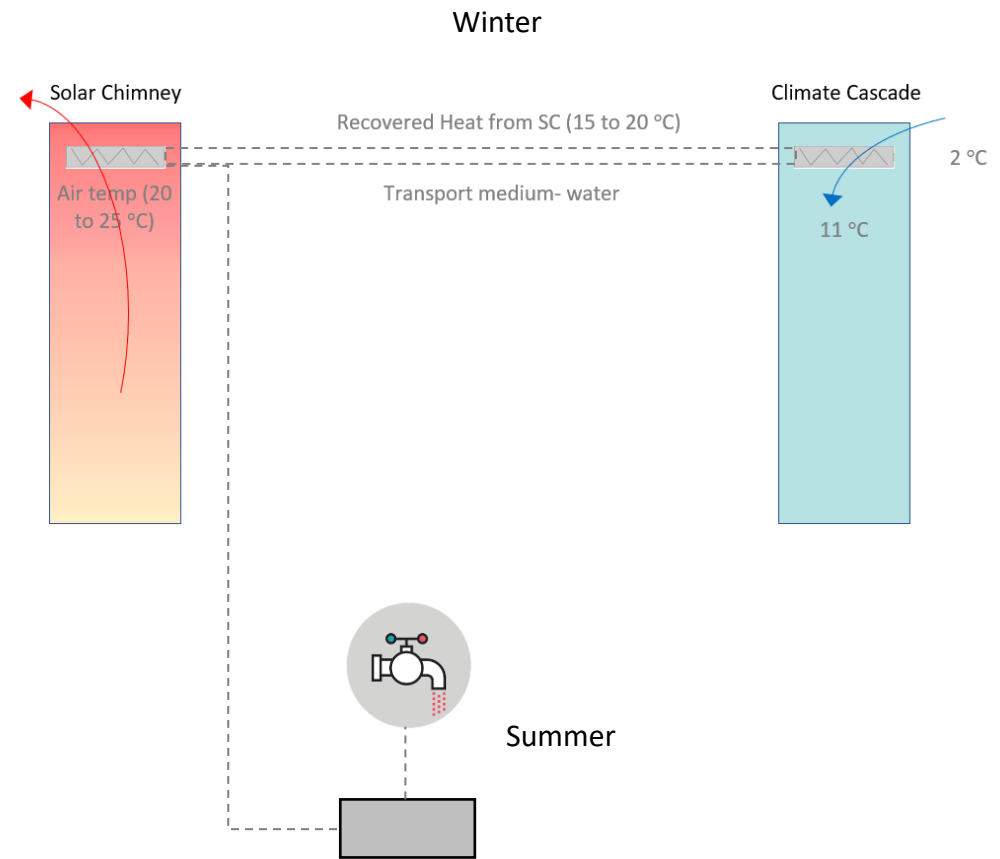 Winter
Solar Chimney
Climate Cascade
Recovered Heat from SC (15 to 20 °C)
2 °C
Air temp (20
to 25 °C)
Transport medium- water
11 °C
Summer